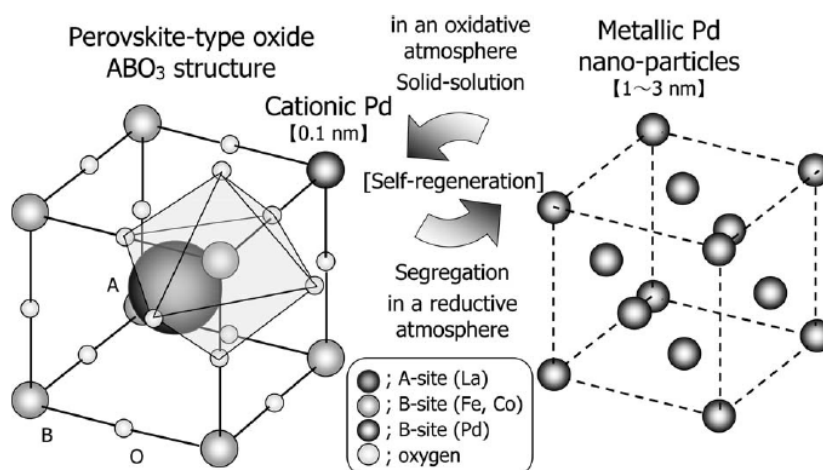 Perovskite-type oxide
ABO₃ structure
Cationic Pd
【0.1 nm】
A
B
O
in an oxidative
atmosphere
Solid-solution
[Self-regeneration]
Segregation
in a reductive
atmosphere
Metallic Pd
nano-particles
【1～3 nm】
; A-site (La)
; B-site (Fe, Co)
; B-site (Pd)
; oxygen